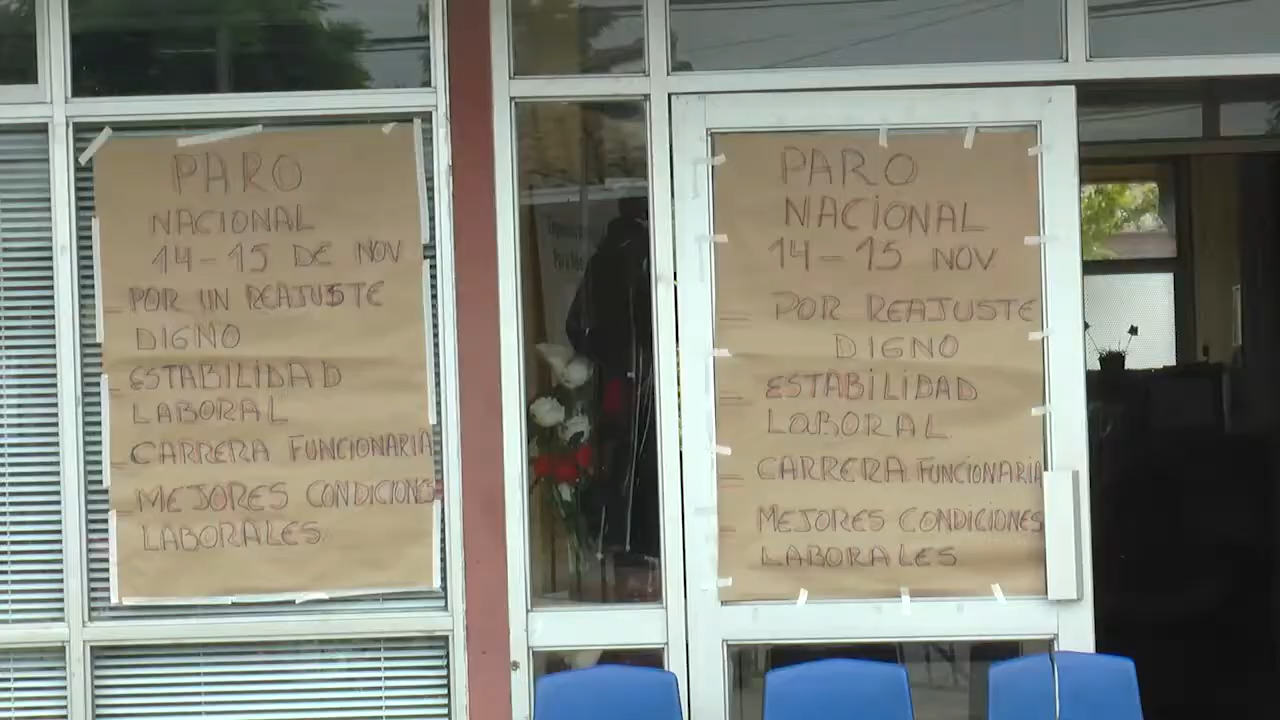 PARO
NACIONAL
14-15 DE NOV
- POR UN REAJUSTE
DIGNO
- ESTABILIDAD
LABORAL
- CARRERA FUNCIONARIA
- MEJORES CONDICIONES
LABORALES
PARO
NACIONAL
14-15 NOV
- POR REAJUSTE
DIGNO
- ESTABILIDAD
LABORAL
- CARRERA FUNCIONARIA
- MEJORES CONDICIONES
LABORALES